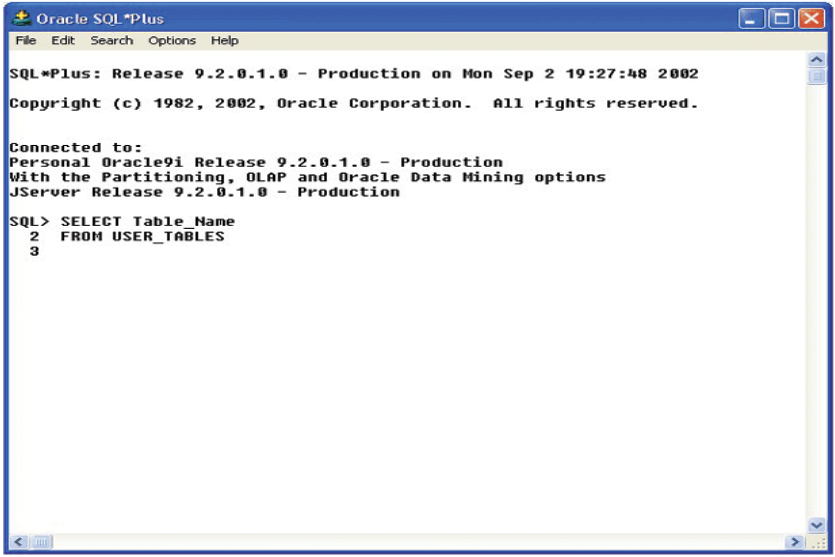 Oracle SQL*Plus
File Edit Search Options Help
SQL*Plus: Release 9.2.0.1.0 - Production on Mon Sep 2 19:27:48 2002
Copyright (c) 1982, 2002, Oracle Corporation.  All rights reserved.
Connected to:
Personal Oracle9i Release 9.2.0.1.0 - Production
With the Partitioning, OLAP and Oracle Data Mining options
JServer Release 9.2.0.1.0 - Production
SQL> SELECT Table_Name
  2  FROM USER_TABLES
  3